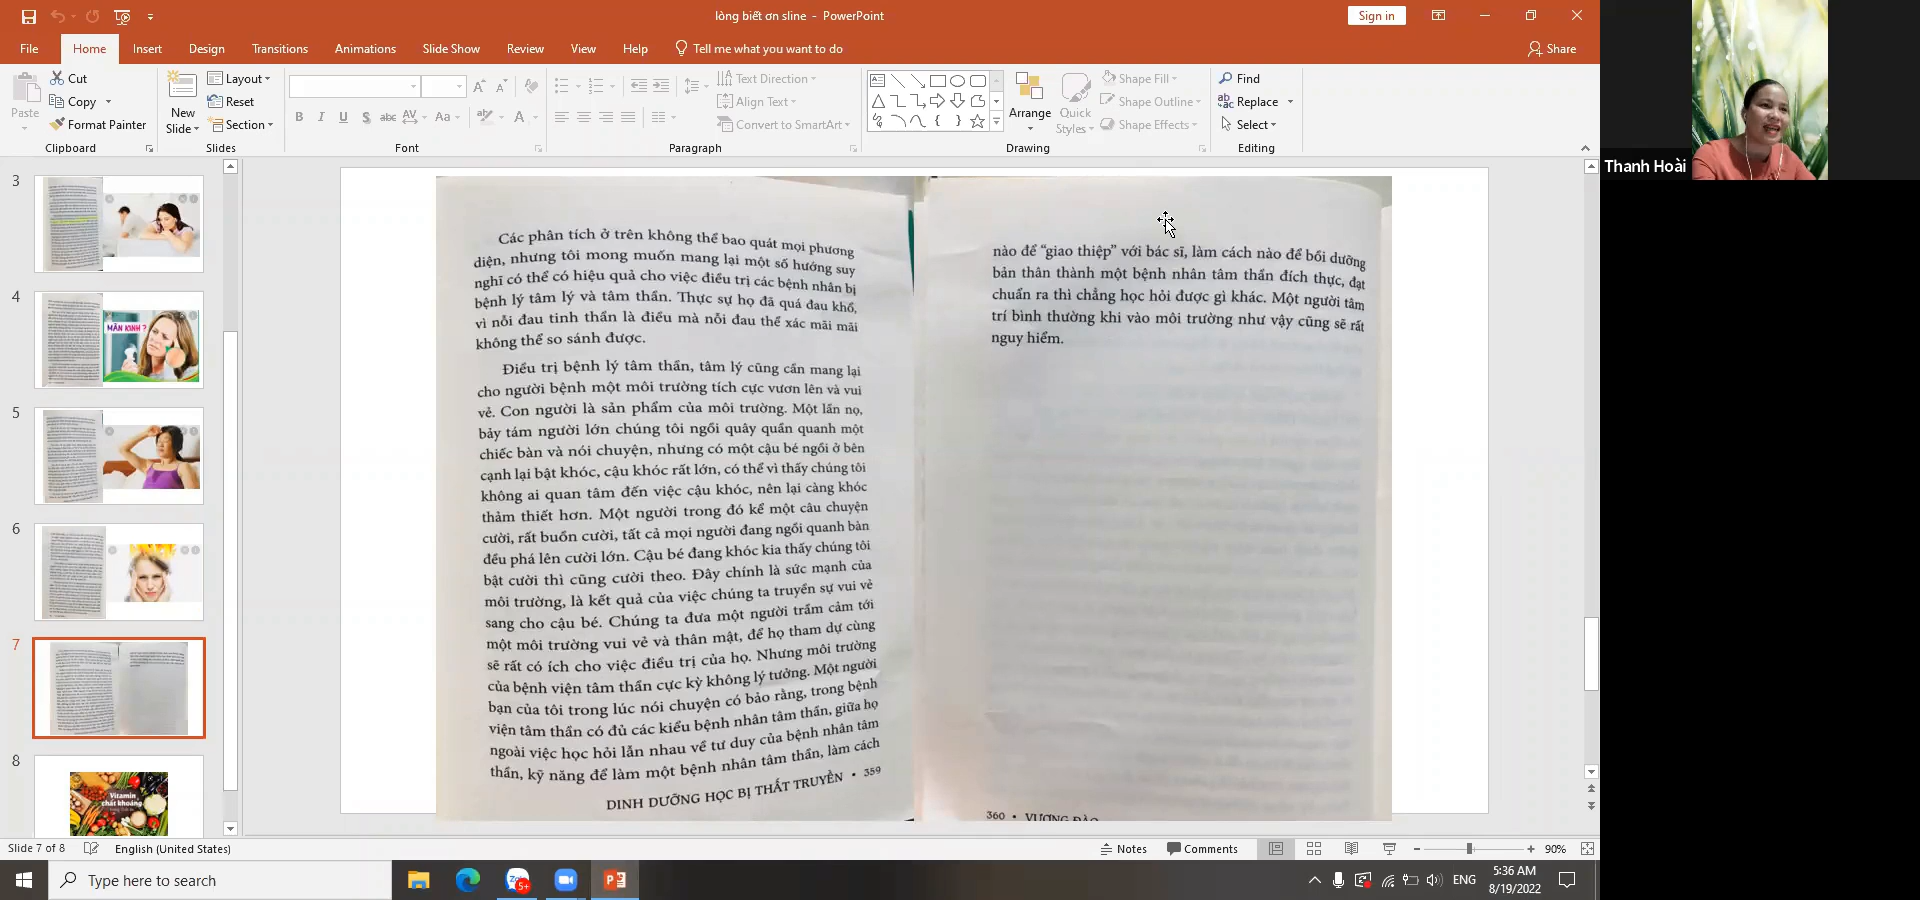 lòng biết ơn sline - PowerPoint
Sign in
File Home Insert Design Transitions Animations Slide Show Review View Help Tell me what you want to do Share
Paste
Cut
Copy
Format Painter
Clipboard
New Slide
Layout
Reset
Section
Slides
Font
Text Direction
Align Text
Convert to SmartArt
Paragraph
Arrange
Quick Styles
Shape Fill
Shape Outline
Shape Effects
Drawing
Find
Replace
Select
Editing
Thanh Hoài
3
4
MÃN KINH ?
5
6
7
8
Vitamin
chất khoáng
Các phân tích ở trên không thể bao quát mọi phương
diện, nhưng tôi mong muốn mang lại một số hướng suy
nghĩ có thể có hiệu quả cho việc điều trị các bệnh nhân bị
bệnh lý tâm lý và tâm thần. Thực sự họ đã quá đau khổ,
vì nỗi đau tinh thần là điều mà nỗi đau thể xác mãi mãi
không thể so sánh được.
Điều trị bệnh lý tâm thần, tâm lý cũng cần mang lại
cho người bệnh một môi trường tích cực vươn lên và vui
vẻ. Con người là sản phẩm của môi trường. Một lần nọ,
bảy tám người lớn chúng tôi ngồi quây quần quanh một
chiếc bàn và nói chuyện, nhưng có một cậu bé ngồi ở bên
cạnh lại bật khóc, cậu khóc rất lớn, có thể vì thấy chúng tôi
không ai quan tâm đến việc cậu khóc, nên lại càng khóc
thảm thiết hơn. Một người trong đó kể một câu chuyện
cười, rất buồn cười, tất cả mọi người đang ngồi quanh bàn
đều phá lên cười lớn. Cậu bé đang khóc kia thấy chúng tôi
bật cười thì cũng cười theo. Đây chính là sức mạnh của
môi trường, là kết quả của việc chúng ta truyền sự vui vẻ
sang cho cậu bé. Chúng ta đưa một người trầm cảm tới
một môi trường vui vẻ và thân mật, để họ tham dự cùng
sẽ rất có ích cho việc điều trị của họ. Nhưng môi trường
của bệnh viện tâm thần cực kỳ không lý tưởng. Một người
bạn của tôi trong lúc nói chuyện có bảo rằng, trong bệnh
viện tâm thần có đủ các kiểu bệnh nhân tâm thần, giữa họ
ngoài việc học hỏi lẫn nhau về tư duy của bệnh nhân tâm
thần, kỹ năng để làm một bệnh nhân tâm thần, làm cách
DINH DƯỠNG HỌC BỊ THẤT TRUYỀN • 359
nào để “giao thiệp” với bác sĩ, làm cách nào để bồi dưỡng
bản thân thành một bệnh nhân tâm thần đích thực, đạt
chuẩn ra thì chẳng học hỏi được gì khác. Một người tâm
trí bình thường khi vào môi trường như vậy cũng sẽ rất
nguy hiểm.
360 • VƯƠNG ĐÀO
Slide 7 of 8 English (United States) Notes Comments 90%
Type here to search
ENG
5:36 AM
8/19/2022